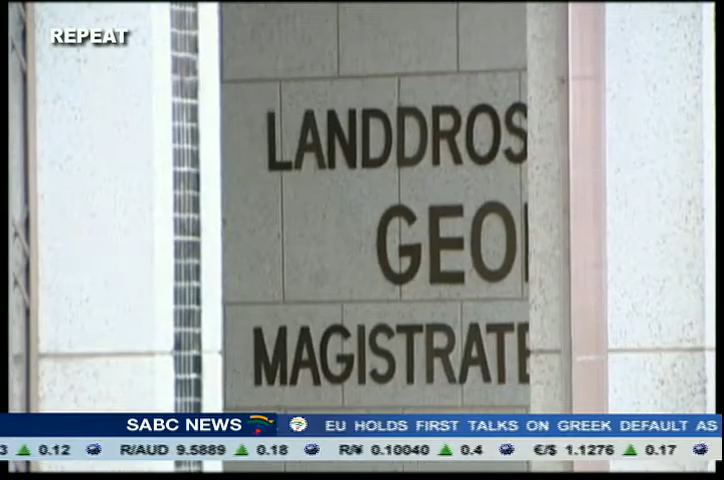 REPEAT
LANDDROS
GEO
MAGISTRATE
SABC NEWS EU HOLDS FIRST TALKS ON GREEK DEFAULT AS
3 ▲ 0.12 R/AUD 9.5889 ▲ 0.18 R/¥ 0.10040 ▲ 0.4 €/$ 1.1276 ▲ 0.17